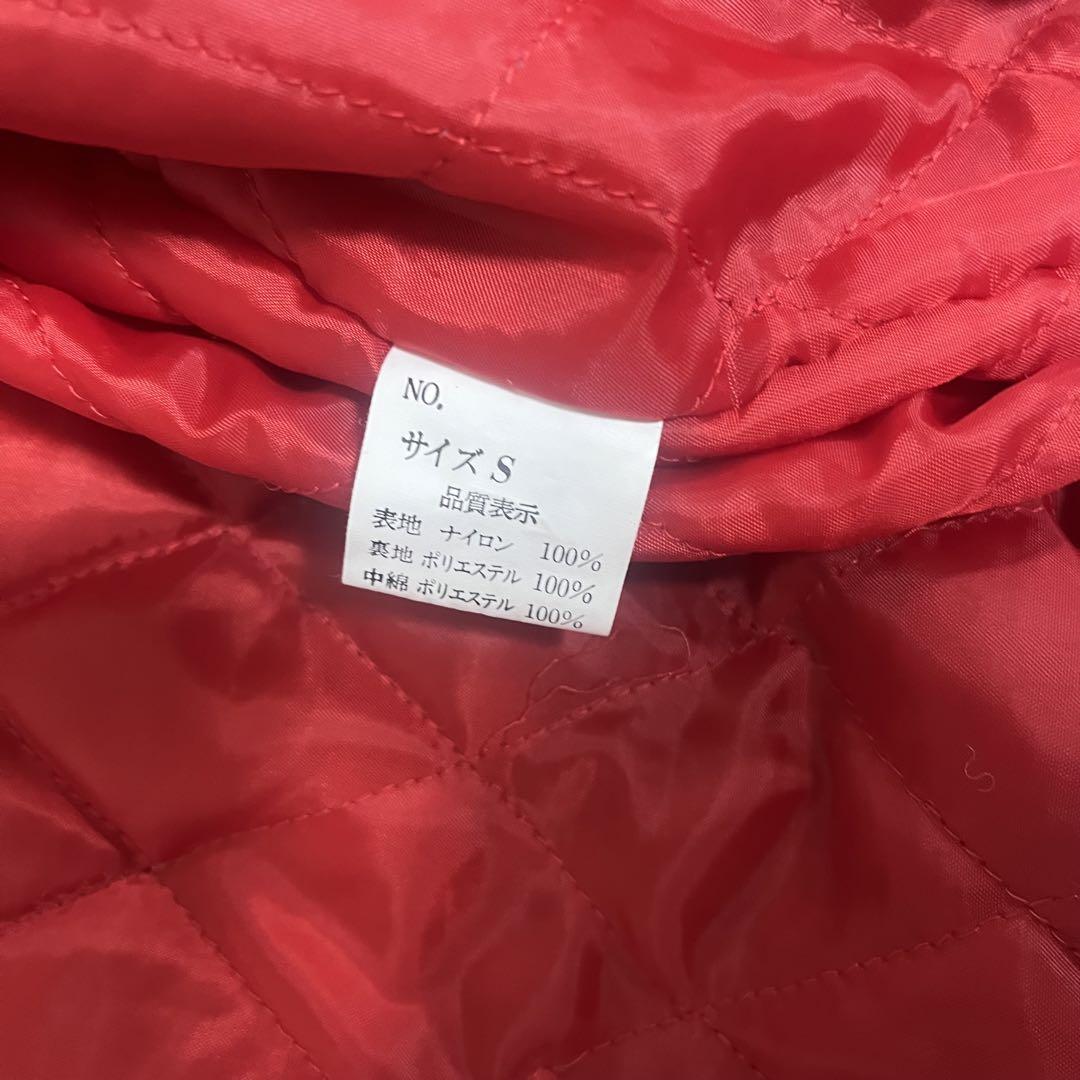 NO.
サイズ S
品質表示
表地 ナイロン 100%
裏地 ポリエステル 100%
中綿 ポリエステル 100%